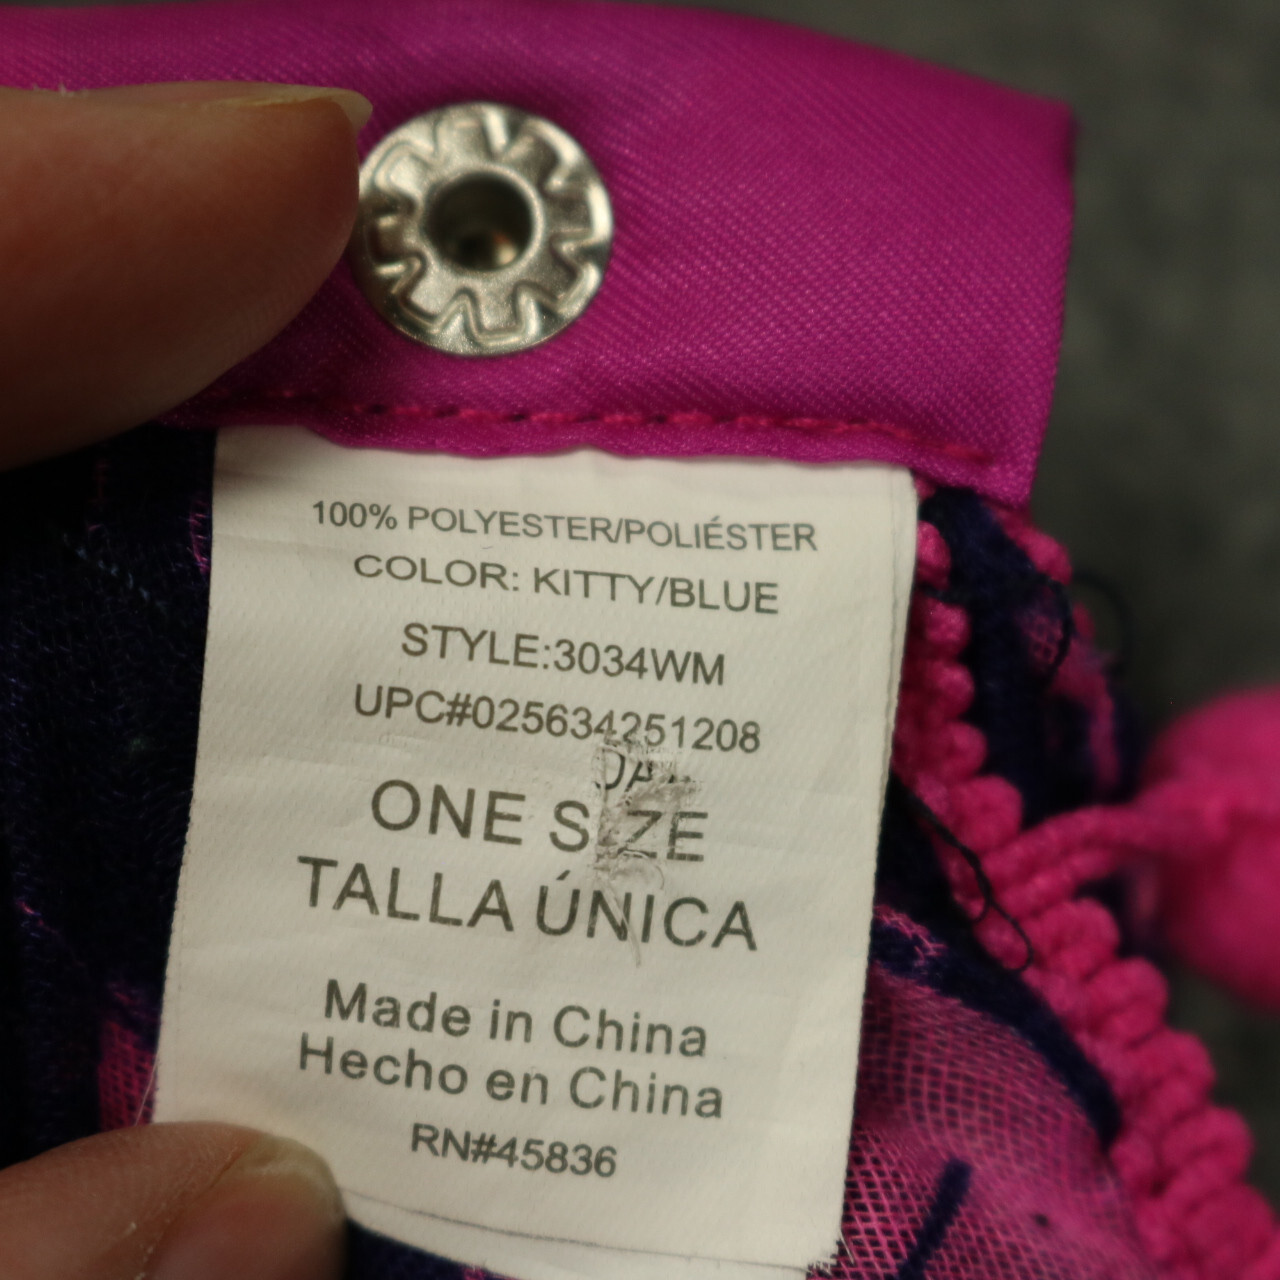 100% POLYESTER/POLIÉSTER
COLOR: KITTY/BLUE
STYLE:3034WM
UPC#025634251208
ONE SIZE
TALLA ÚNICA
Made in China
Hecho en China
RN#45836